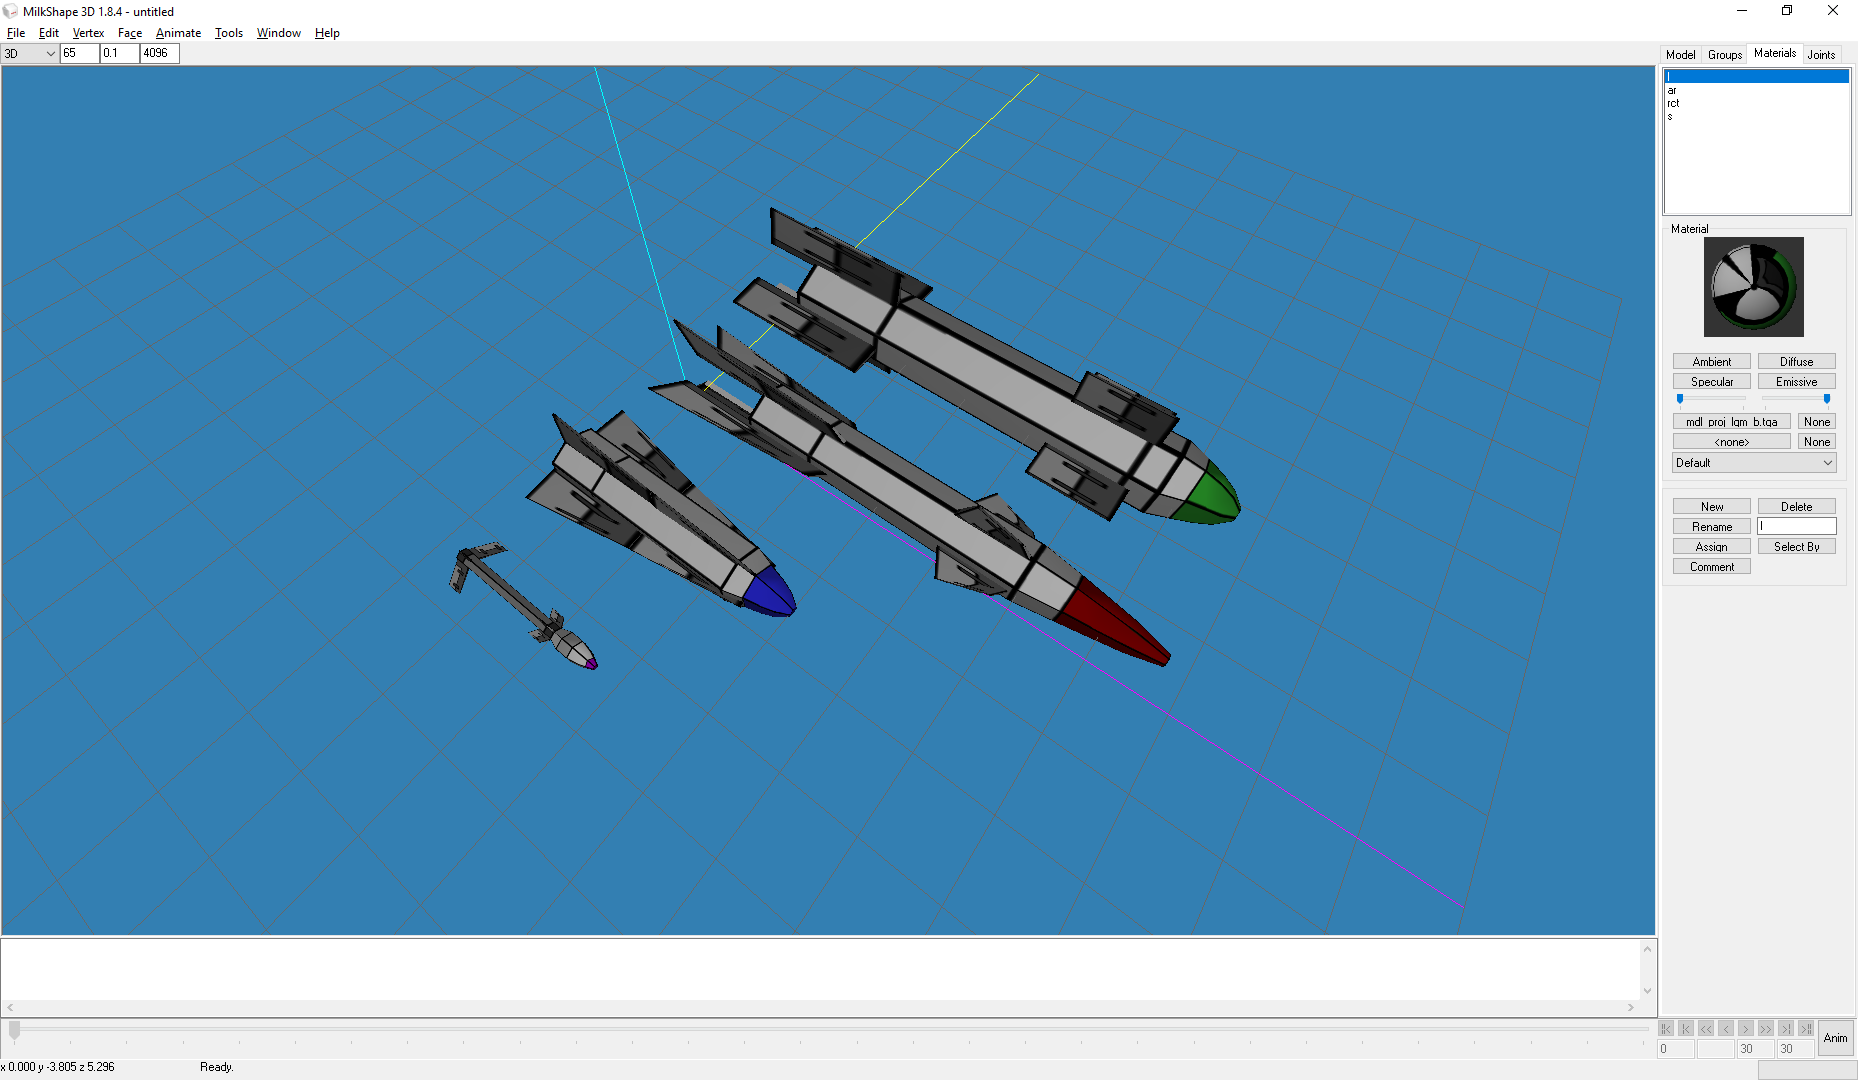 MilkShape 3D 1.8.4 - untitled
File Edit Vertex Face Animate Tools Window Help
3D 65 0.1 4096
Model Groups Materials Joints
l
ar
rct
s
Material
Ambient Diffuse
Specular Emissive
mdl_proj_lgm_b.tga None
<none> None
Default
New Delete
Rename l
Assign Select By
Comment
0 30 30
Anim
x 0.000 y -3.805 z 5.296 Ready.